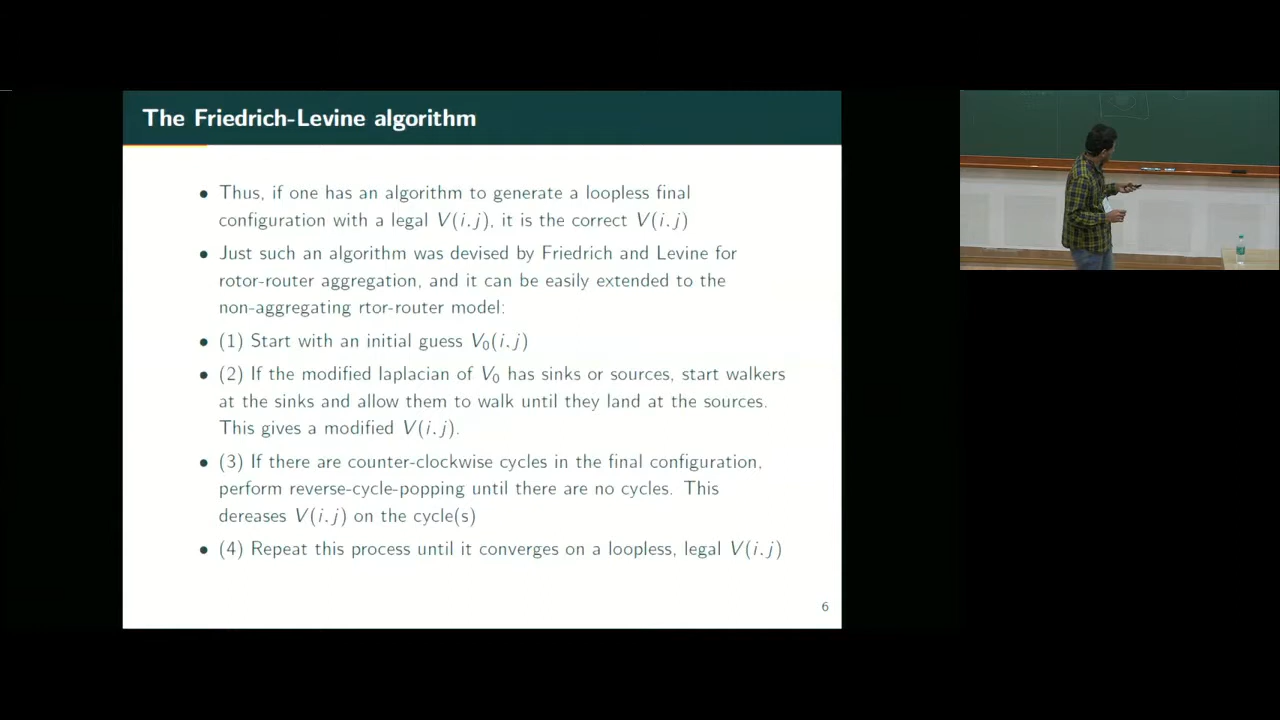 The Friedrich-Levine algorithm
• Thus, if one has an algorithm to generate a loopless final
configuration with a legal V(i.j), it is the correct V(i.j)
• Just such an algorithm was devised by Friedrich and Levine for
rotor-router aggregation, and it can be easily extended to the
non-aggregating rtor-router model:
• (1) Start with an initial guess V₀(i.j)
• (2) If the modified laplacian of V₀ has sinks or sources, start walkers
at the sinks and allow them to walk until they land at the sources.
This gives a modified V(i.j).
• (3) If there are counter-clockwise cycles in the final configuration,
perform reverse-cycle-popping until there are no cycles. This
dereases V(i.j) on the cycle(s)
• (4) Repeat this process until it converges on a loopless, legal V(i.j)
6